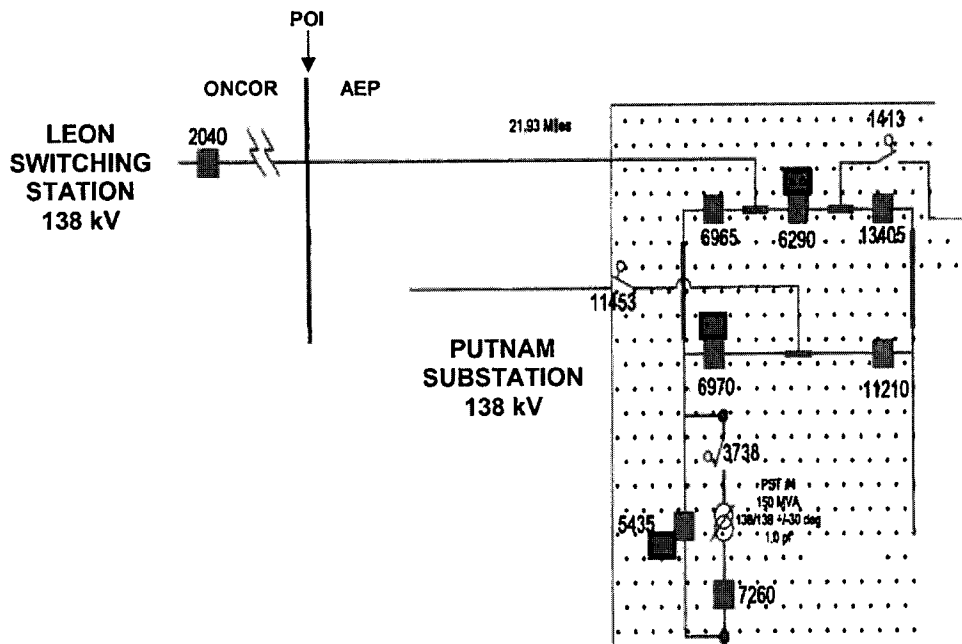 POI
ONCOR AEP
LEON
SWITCHING
STATION
138 kV
2040
21.93 Miles
1413
6965
6290
13405
11453
PUTNAM
SUBSTATION
138 kV
6970
11210
3738
PST #4
150 MVA
138/138 +/-30 deg
1.0 pf
5435
7260